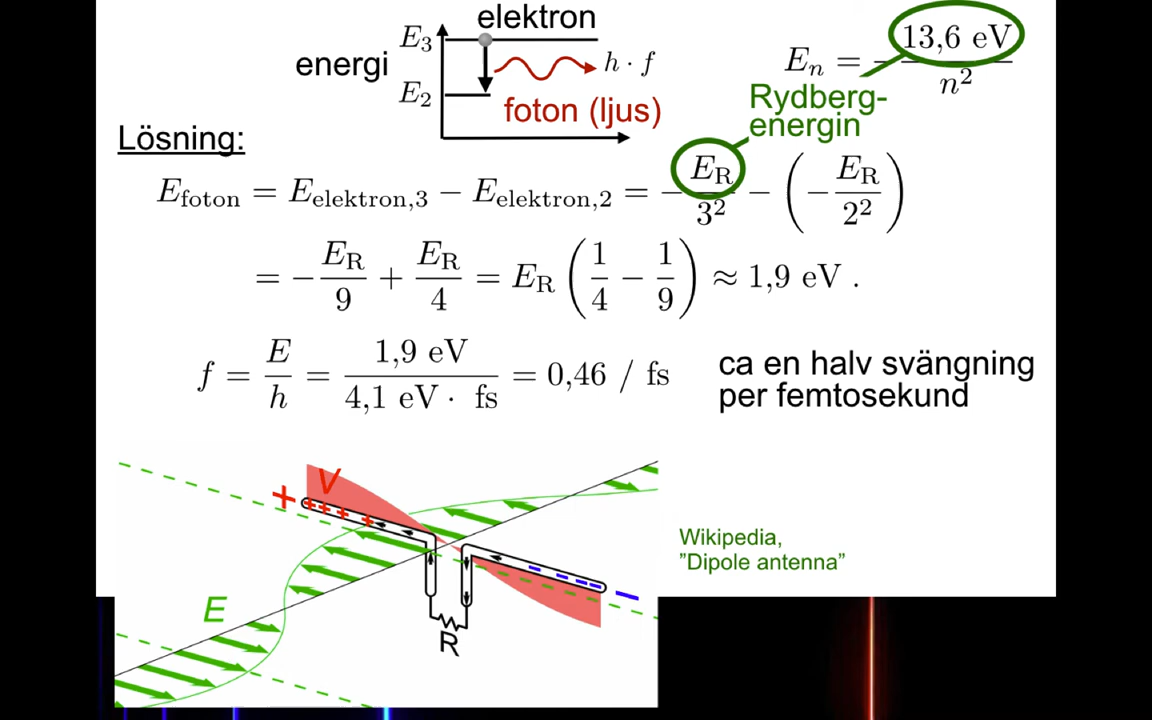 elektron
E₃
energi
h · f
E₂
foton (ljus)
Eₙ = −13,6 eV / n²
Rydberg-
energin
Lösning:
E_foton = E_elektron,3 − E_elektron,2 = −E_R/3² − (−E_R/2²)
= −E_R/9 + E_R/4 = E_R (1/4 − 1/9) ≈ 1,9 eV .
f = E/h = 1,9 eV / 4,1 eV · fs = 0,46 / fs
ca en halv svängning
per femtosekund
+ V
E
R
−
Wikipedia,
”Dipole antenna”